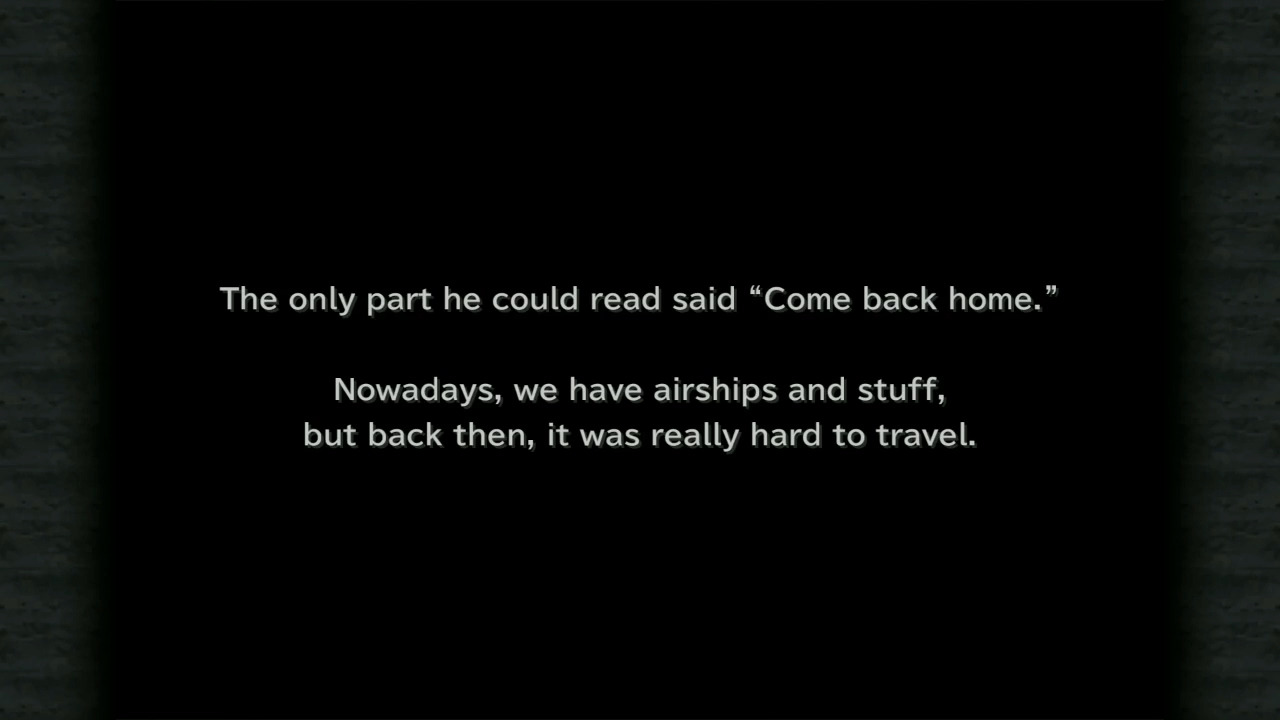 The only part he could read said “Come back home.”
Nowadays, we have airships and stuff,
but back then, it was really hard to travel.